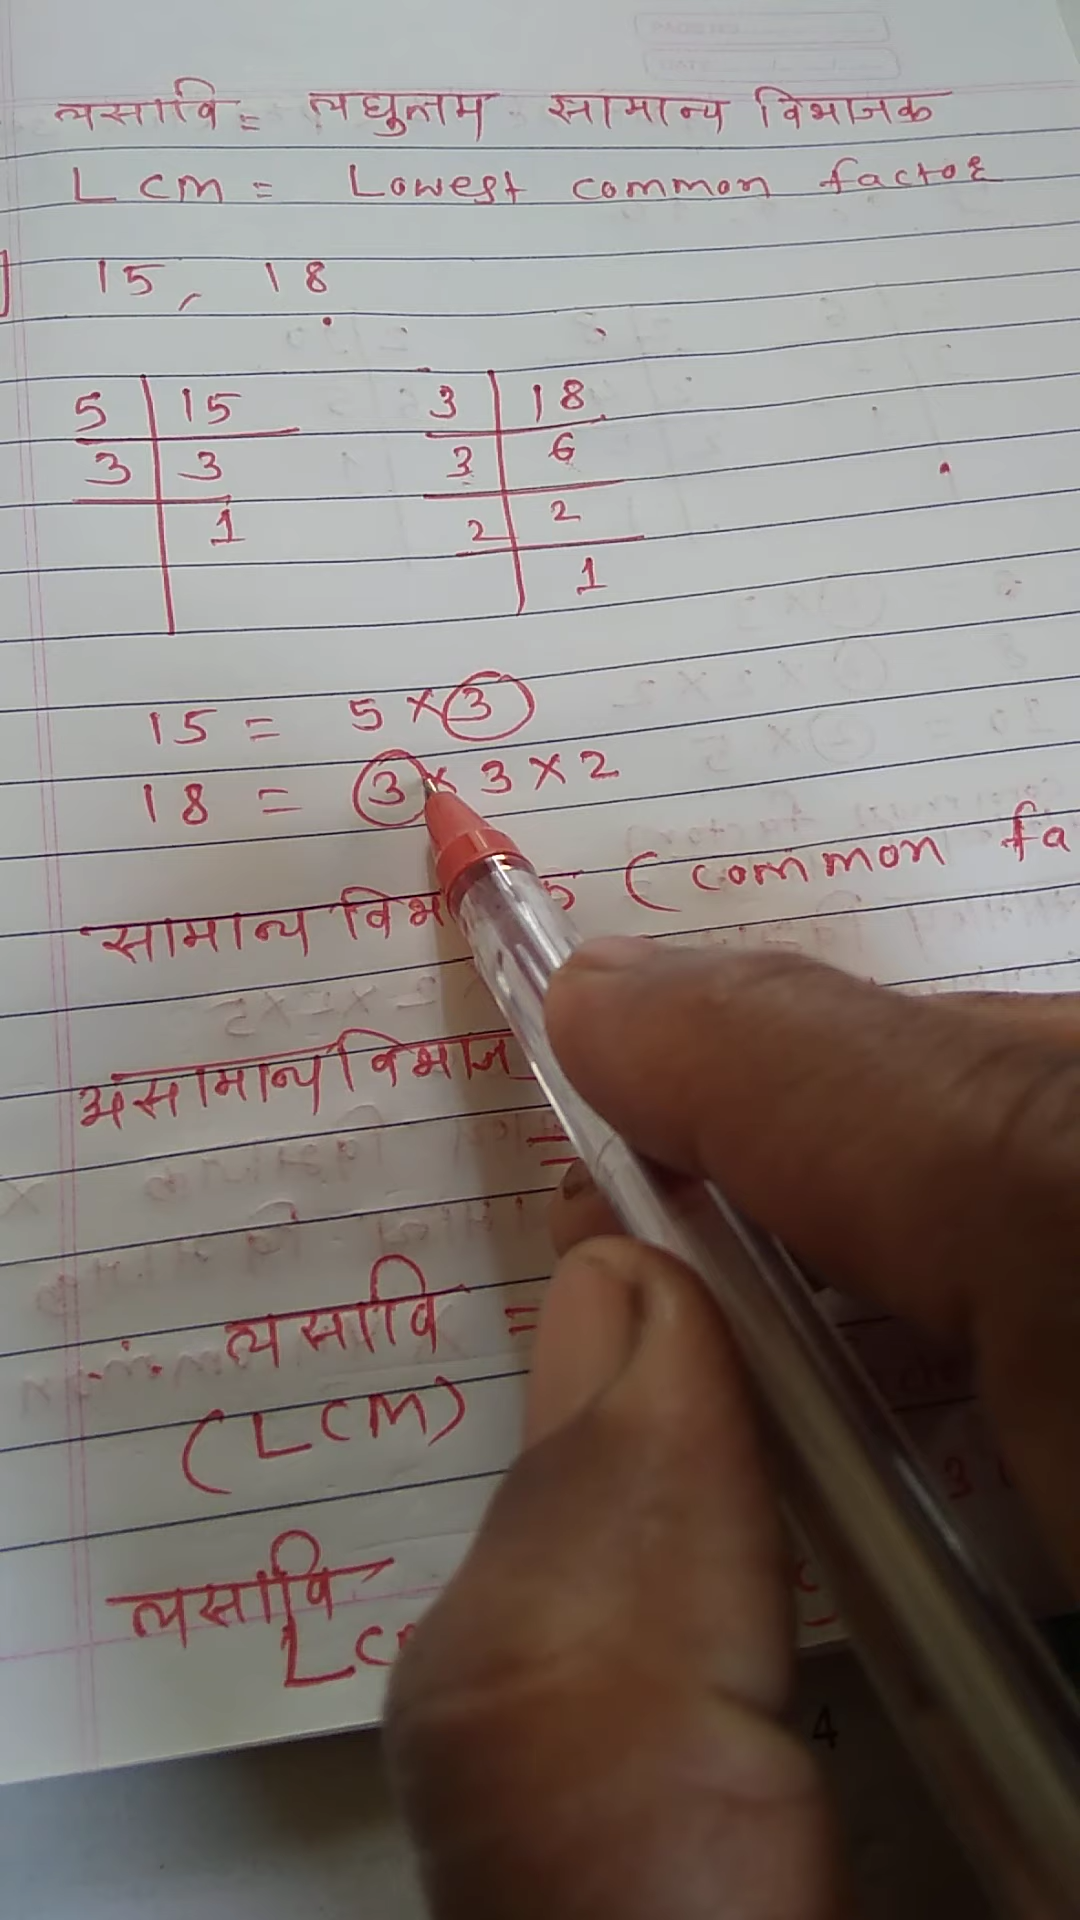 लसावि = लघुत्तम सामान्य विभाजक
LCM = Lowest common factor
15, 18
5 | 15
3 | 3
1
3 | 18
3 | 6
2 | 2
1
15 = 5 × 3
18 = 3 × 3 × 2
सामान्य (common
असामान्य
∴ लसावि =
(LCM)
लसावि